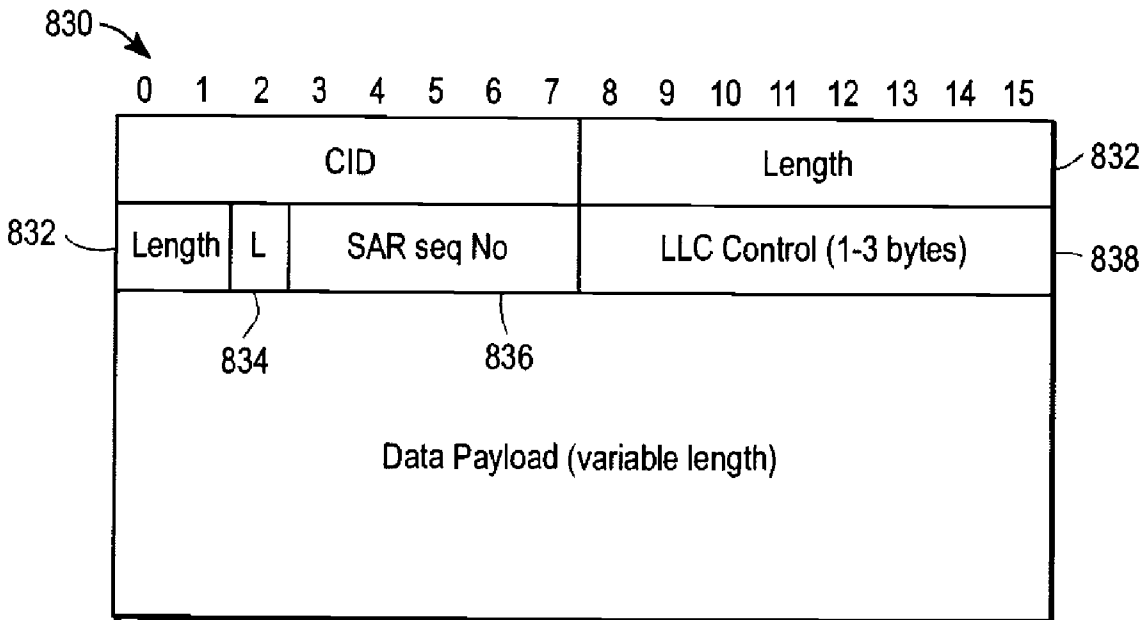 830
0 1 2 3 4 5 6 7 8 9 10 11 12 13 14 15
CID Length 832
832 Length L SAR seq No LLC Control (1-3 bytes) 838
834 836
Data Payload (variable length)